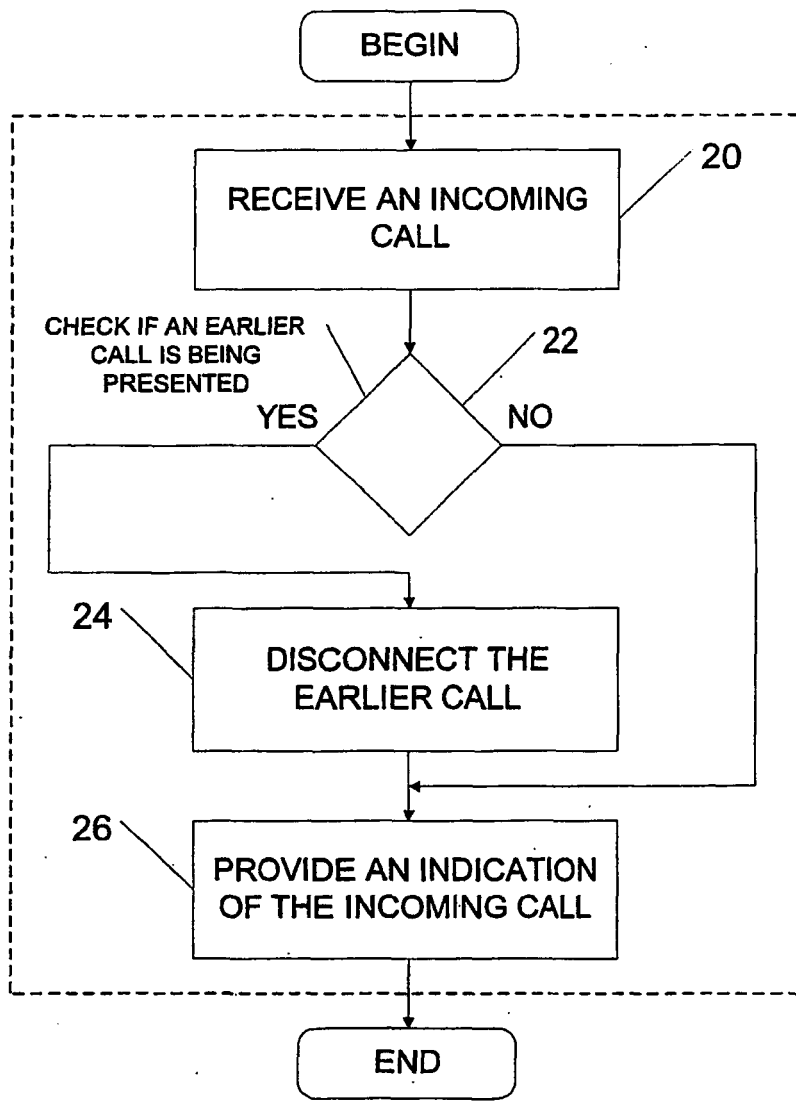 BEGIN
RECEIVE AN INCOMING
CALL
20
CHECK IF AN EARLIER
CALL IS BEING
PRESENTED
22
YES
NO
24
DISCONNECT THE
EARLIER CALL
26
PROVIDE AN INDICATION
OF THE INCOMING CALL
END